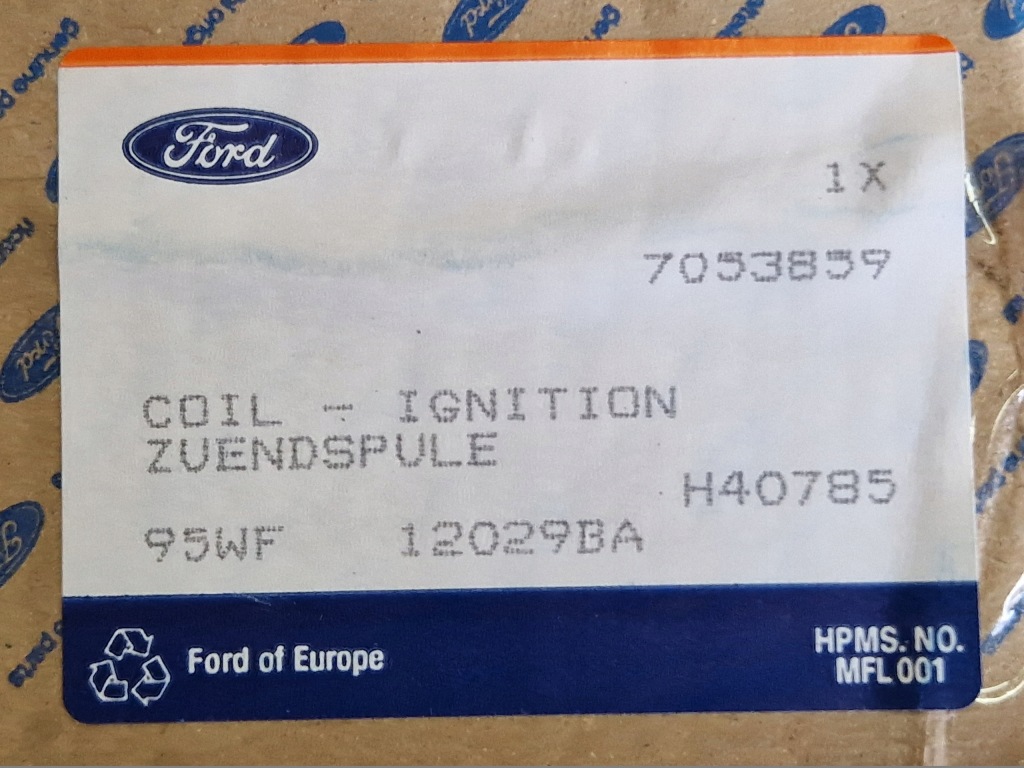 Ford
1X
7053859
COIL - IGNITION
ZUENDSPULE
H40785
95WF 12029BA
Ford of Europe
HPMS. NO.
MFL 001